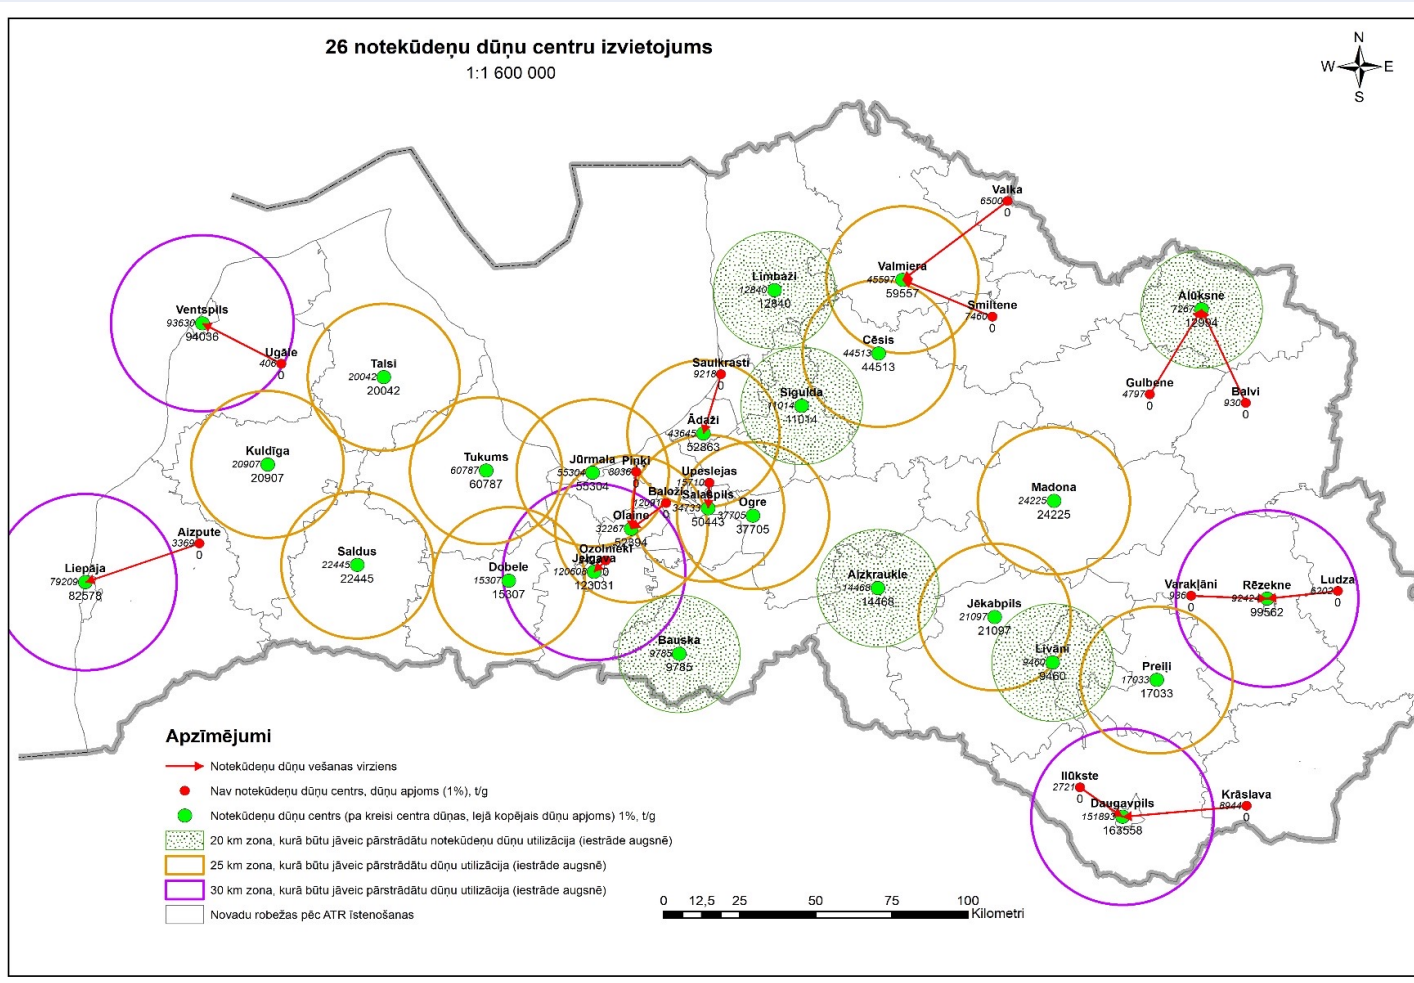 26 notekūdeņu dūņu centru izvietojums
1:1 600 000
N
W E
S
Valka
6500
0
Valmiera
45597
59557
Smiltene
7460
0
Limbaži
12840
12840
Alūksne
7267
12994
Ventspils
93630
94036
Ugāle
406
0
Talsi
20042
20042
Cēsis
44513
44513
Saulkrasti
9218
0
Sigulda
11014
11014
Gulbene
4797
0
Balvi
930
0
Ādaži
43645
52863
Kuldīga
20907
20907
Tukums
60787
60787
Jūrmala
55304
55304
Piņķi
8036
0
Upeslejas
15710
Baloži
12091
0
Salaspils
34733
50443
Ogre
37705
37705
Madona
24225
24225
Olaine
32267
52394
Aizpute
3369
0
Liepāja
79209
82578
Saldus
22445
22445
Dobele
15307
15307
Ozolnieki
0
Jelgava
120608
123031
Aizkraukle
14468
14468
Varakļāni
936
0
Rēzekne
9242
99562
Ludza
6202
0
Jēkabpils
21097
21097
Bauska
9785
9785
Līvāni
9460
9460
Preiļi
17033
17033
Ilūkste
2721
0
Daugavpils
151893
163558
Krāslava
8944
0
Apzīmējumi
Notekūdeņu dūņu vešanas virziens
Nav notekūdeņu dūņu centrs, dūņu apjoms (1%), t/g
Notekūdeņu dūņu centrs (pa kreisi centra dūņas, lejā kopējais dūņu apjoms) 1%, t/g
20 km zona, kurā būtu jāveic pārstrādātu notekūdeņu dūņu utilizācija (iestrāde augsnē)
25 km zona, kurā būtu jāveic pārstrādātu dūņu utilizācija (iestrāde augsnē)
30 km zona, kurā būtu jāveic pārstrādātu dūņu utilizācija (iestrāde augsnē)
Novadu robežas pēc ATR īstenošanas
0 12,5 25 50 75 100
Kilometri